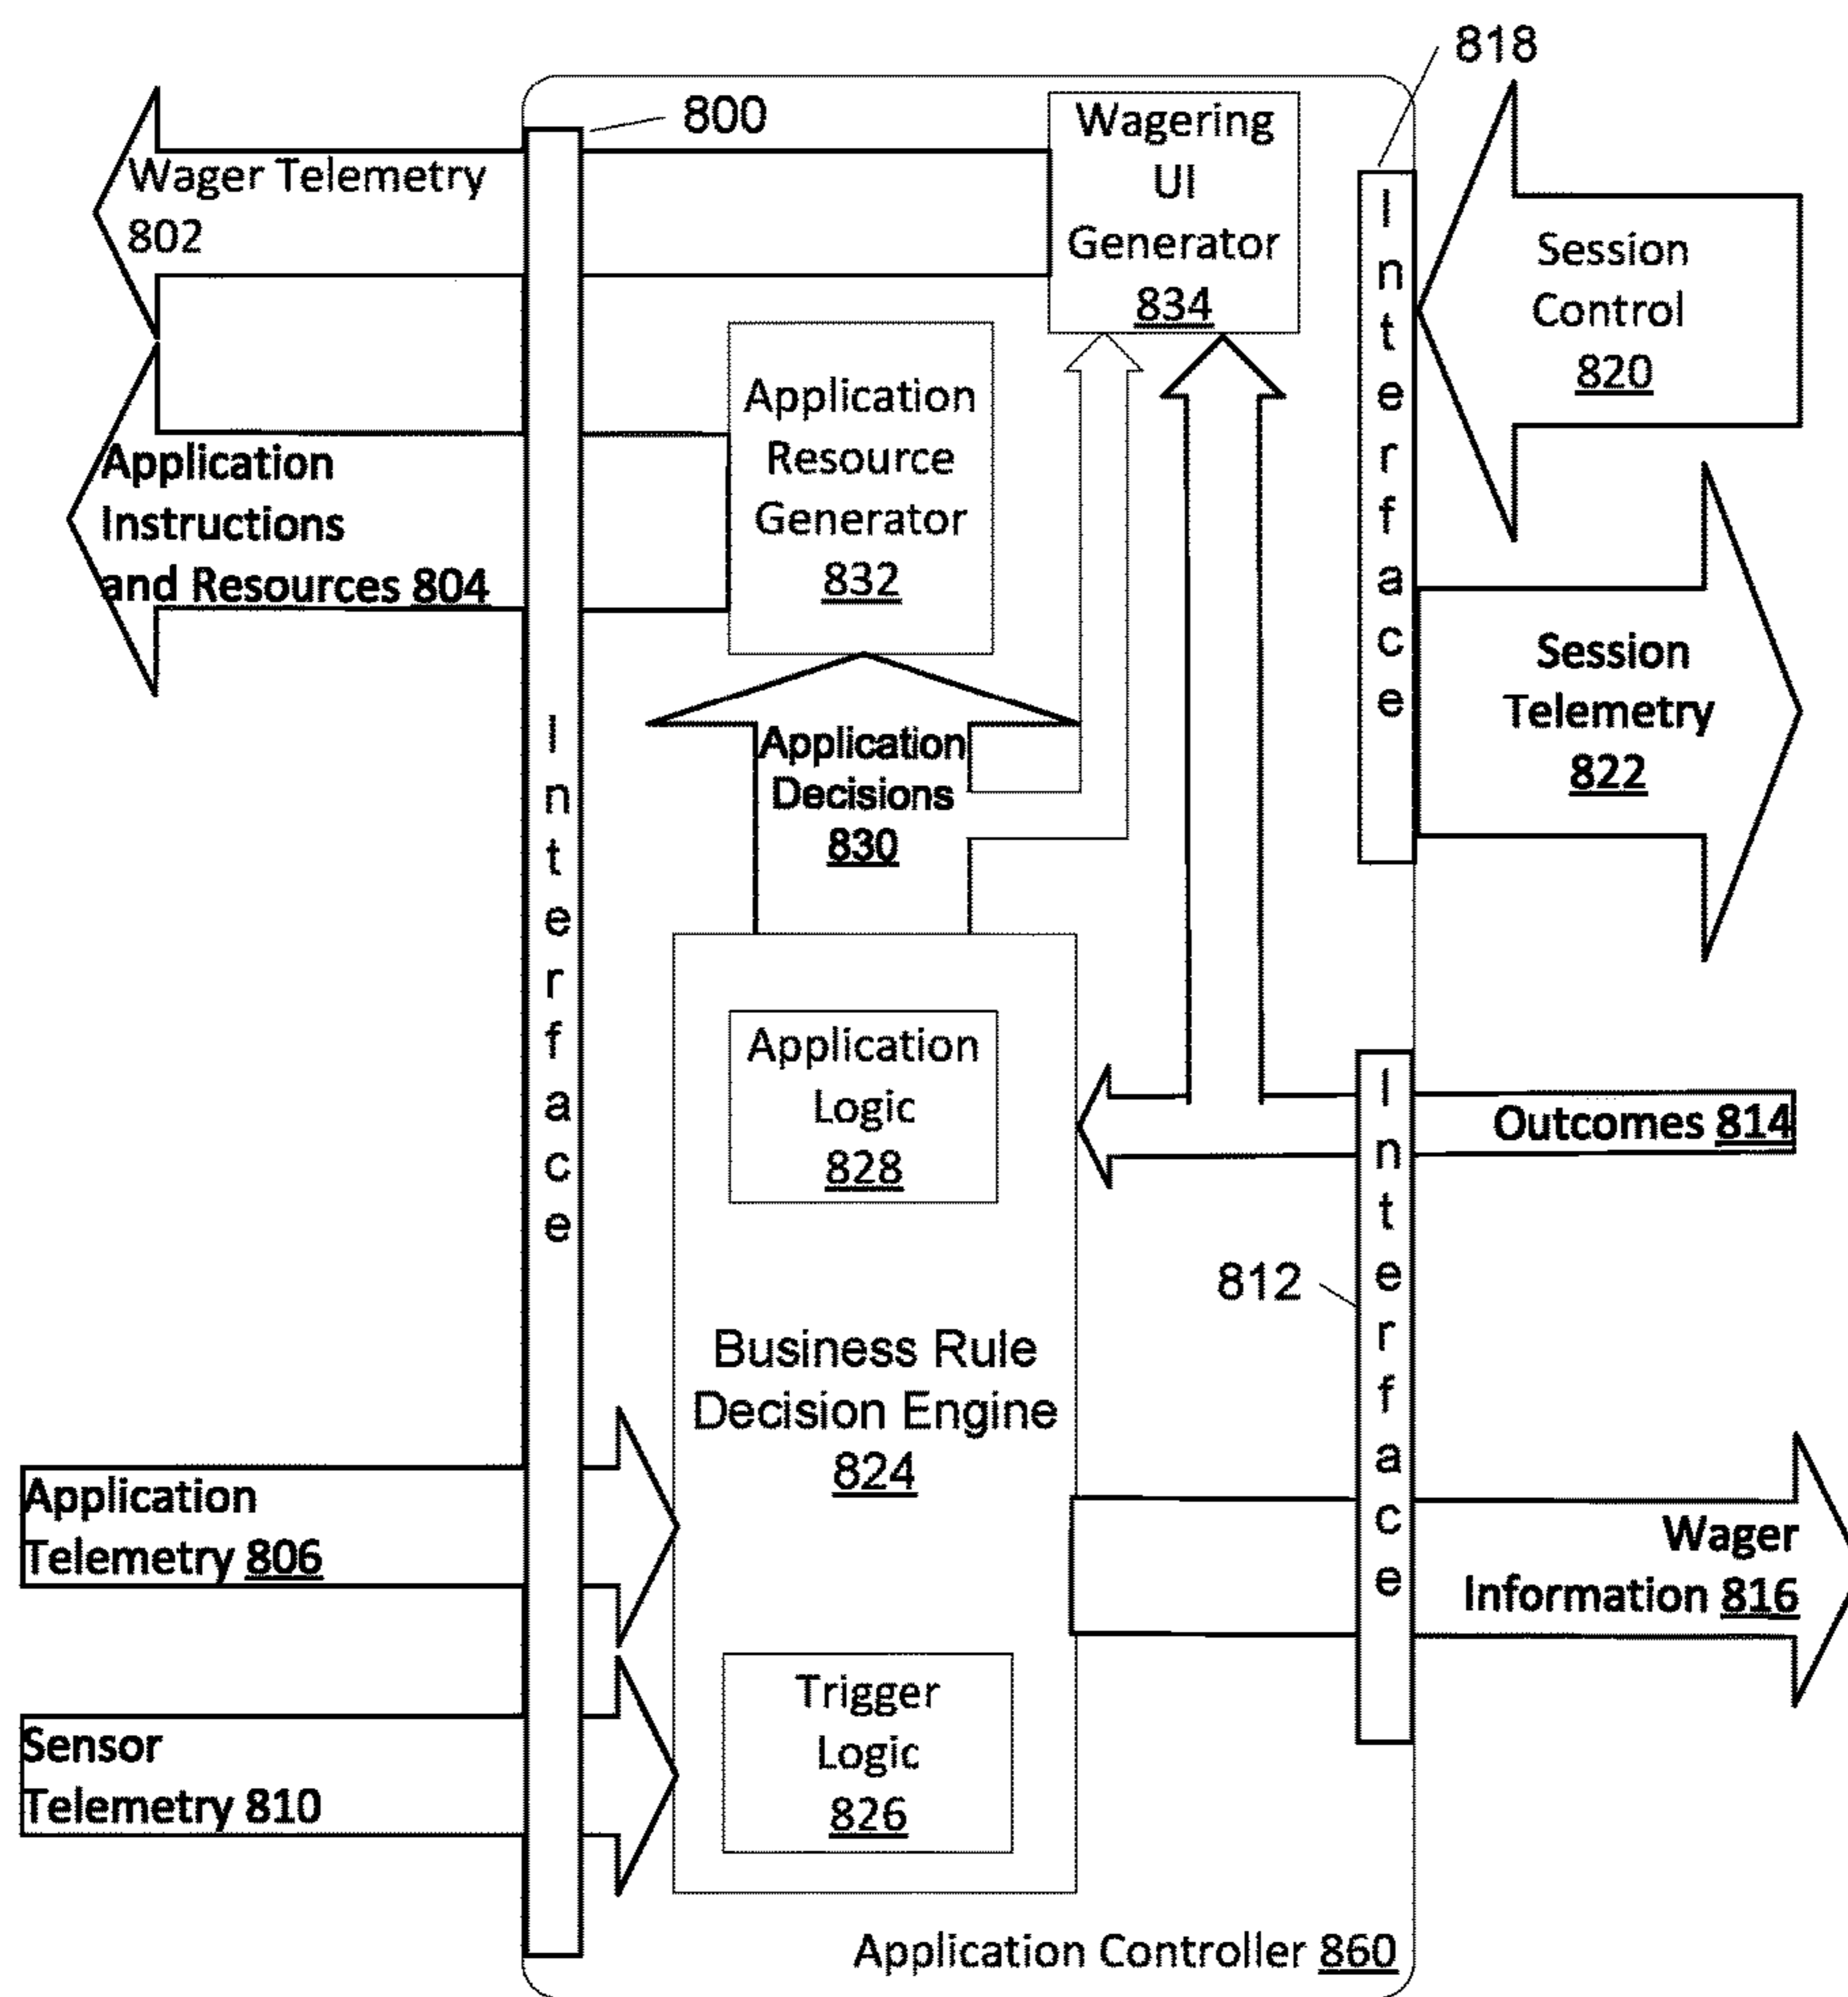 818
800
Wagering
UI
Generator
834
Wager Telemetry
802
Interface
Session
Control
820
Application
Resource
Generator
832
Application
Instructions
and Resources 804
Session
Telemetry
822
Interface
Application
Decisions
830
Application
Logic
828
Outcomes 814
Interface
812
Business Rule
Decision Engine
824
Application
Telemetry 806
Wager
Information 816
Trigger
Logic
826
Sensor
Telemetry 810
Application Controller 860